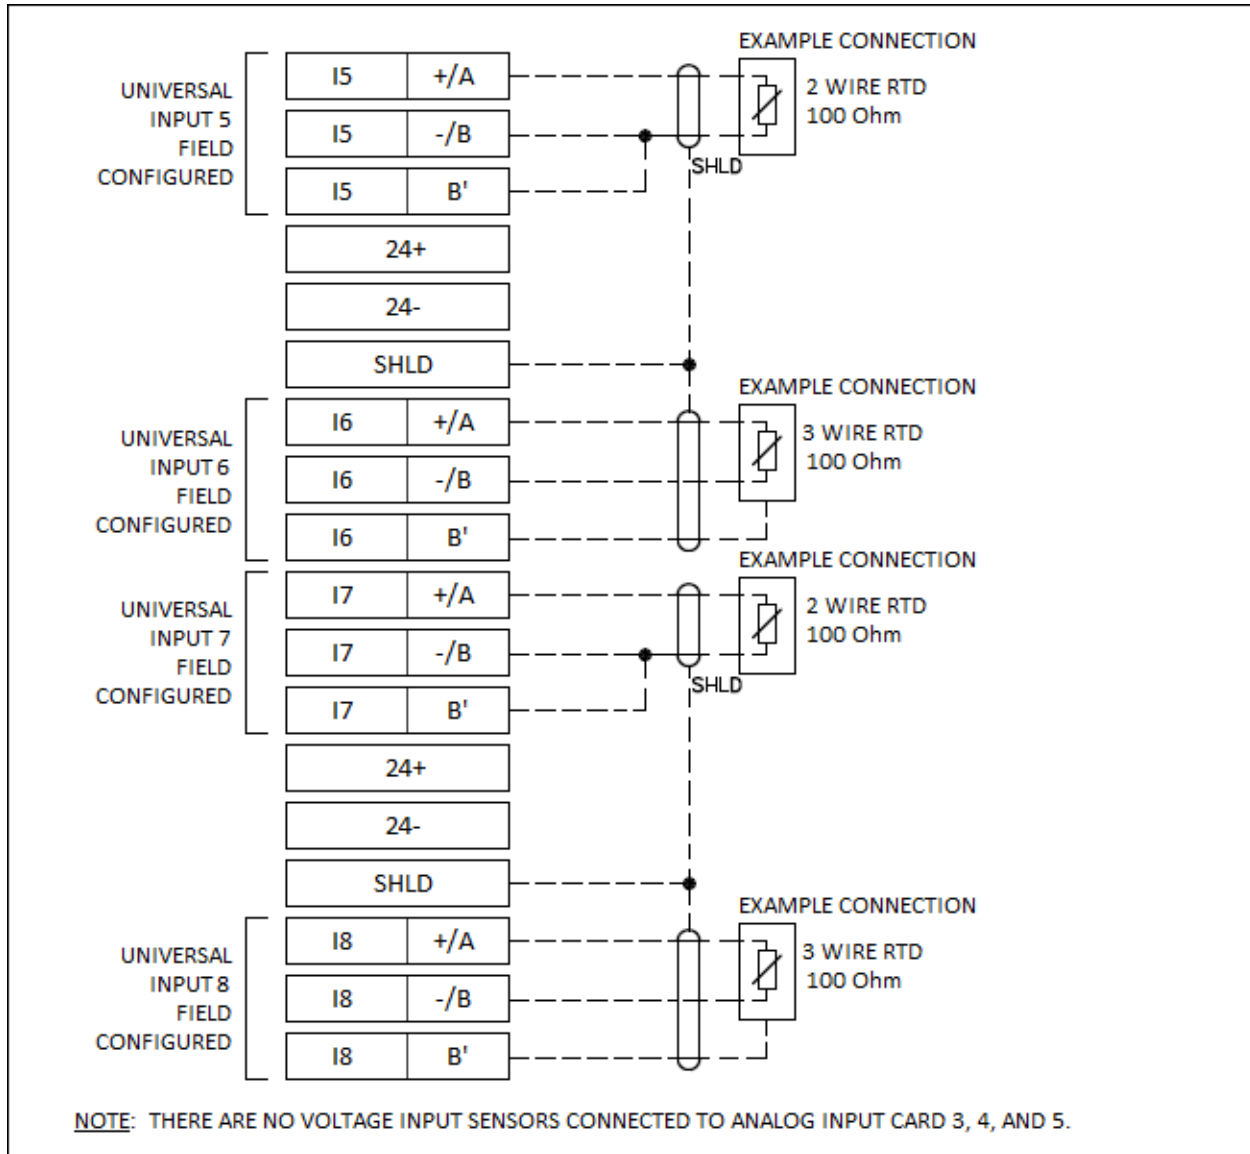 EXAMPLE CONNECTION
UNIVERSAL
INPUT 5
FIELD
CONFIGURED
I5 +/A
I5 -/B
I5 B'
2 WIRE RTD
100 Ohm
SHLD
24+
24-
SHLD
EXAMPLE CONNECTION
UNIVERSAL
INPUT 6
FIELD
CONFIGURED
I6 +/A
I6 -/B
I6 B'
3 WIRE RTD
100 Ohm
EXAMPLE CONNECTION
UNIVERSAL
INPUT 7
FIELD
CONFIGURED
I7 +/A
I7 -/B
I7 B'
2 WIRE RTD
100 Ohm
SHLD
24+
24-
SHLD
EXAMPLE CONNECTION
UNIVERSAL
INPUT 8
FIELD
CONFIGURED
I8 +/A
I8 -/B
I8 B'
3 WIRE RTD
100 Ohm
NOTE: THERE ARE NO VOLTAGE INPUT SENSORS CONNECTED TO ANALOG INPUT CARD 3, 4, AND 5.